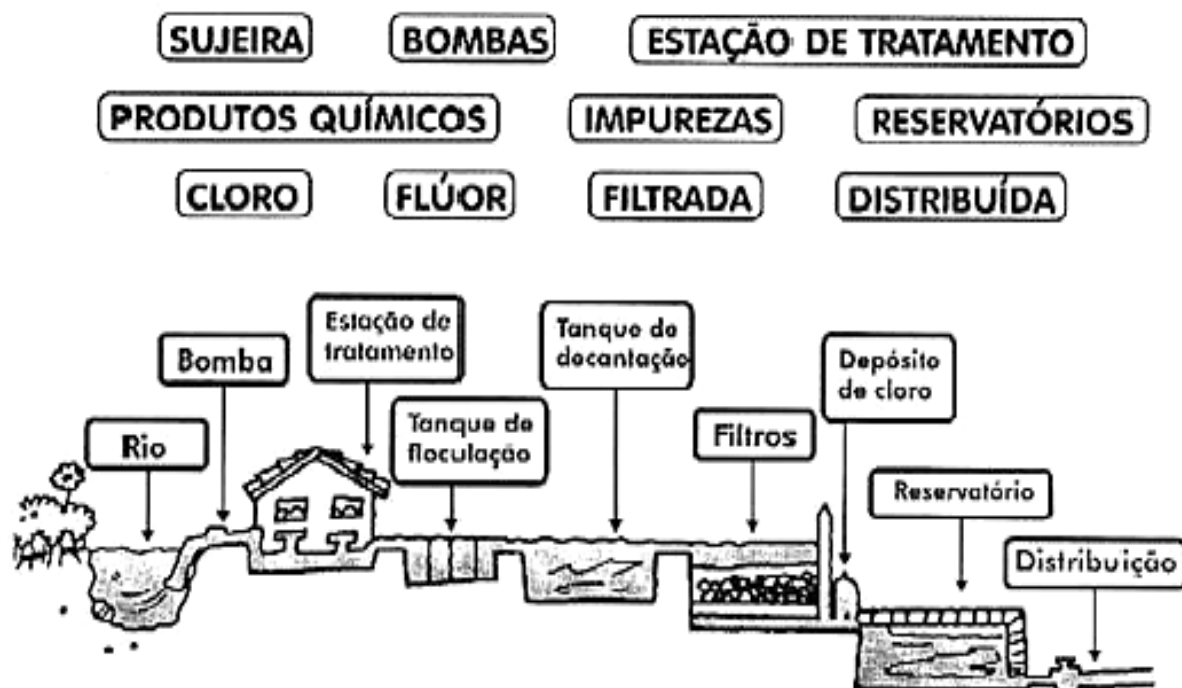 SUJEIRA BOMBAS ESTAÇÃO DE TRATAMENTO
PRODUTOS QUÍMICOS IMPUREZAS RESERVATÓRIOS
CLORO FLÚOR FILTRADA DISTRIBUÍDA
Rio
Bomba
Estação de
tratamento
Tanque de
floculação
Tanque de
decantação
Filtros
Depósito
de cloro
Reservatório
Distribuição